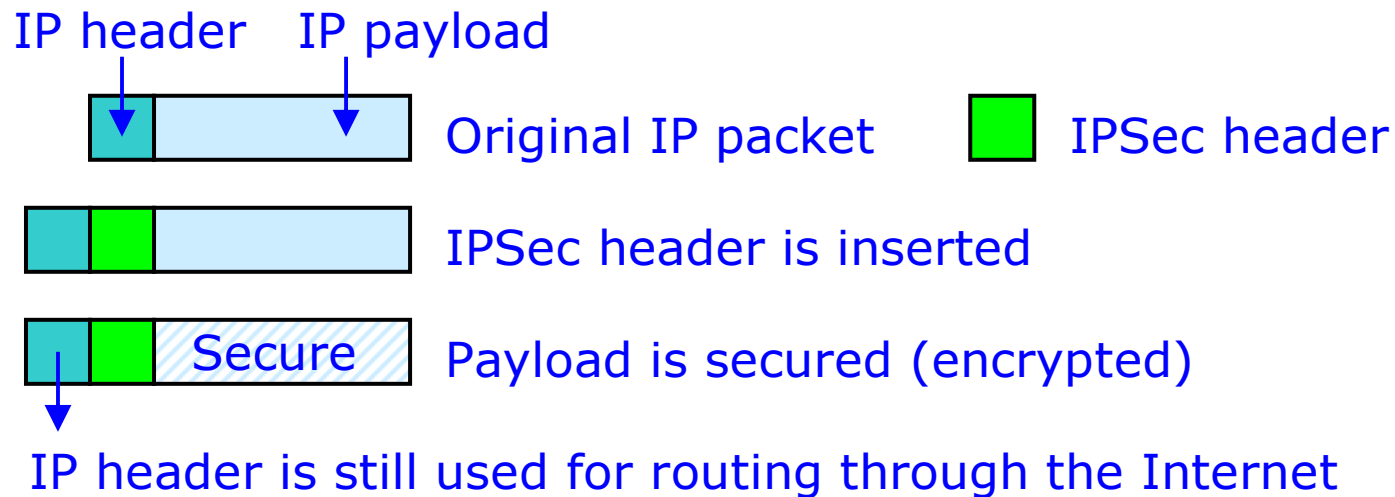 IP header IP payload
Original IP packet IPSec header
IPSec header is inserted
Secure Payload is secured (encrypted)
IP header is still used for routing through the Internet